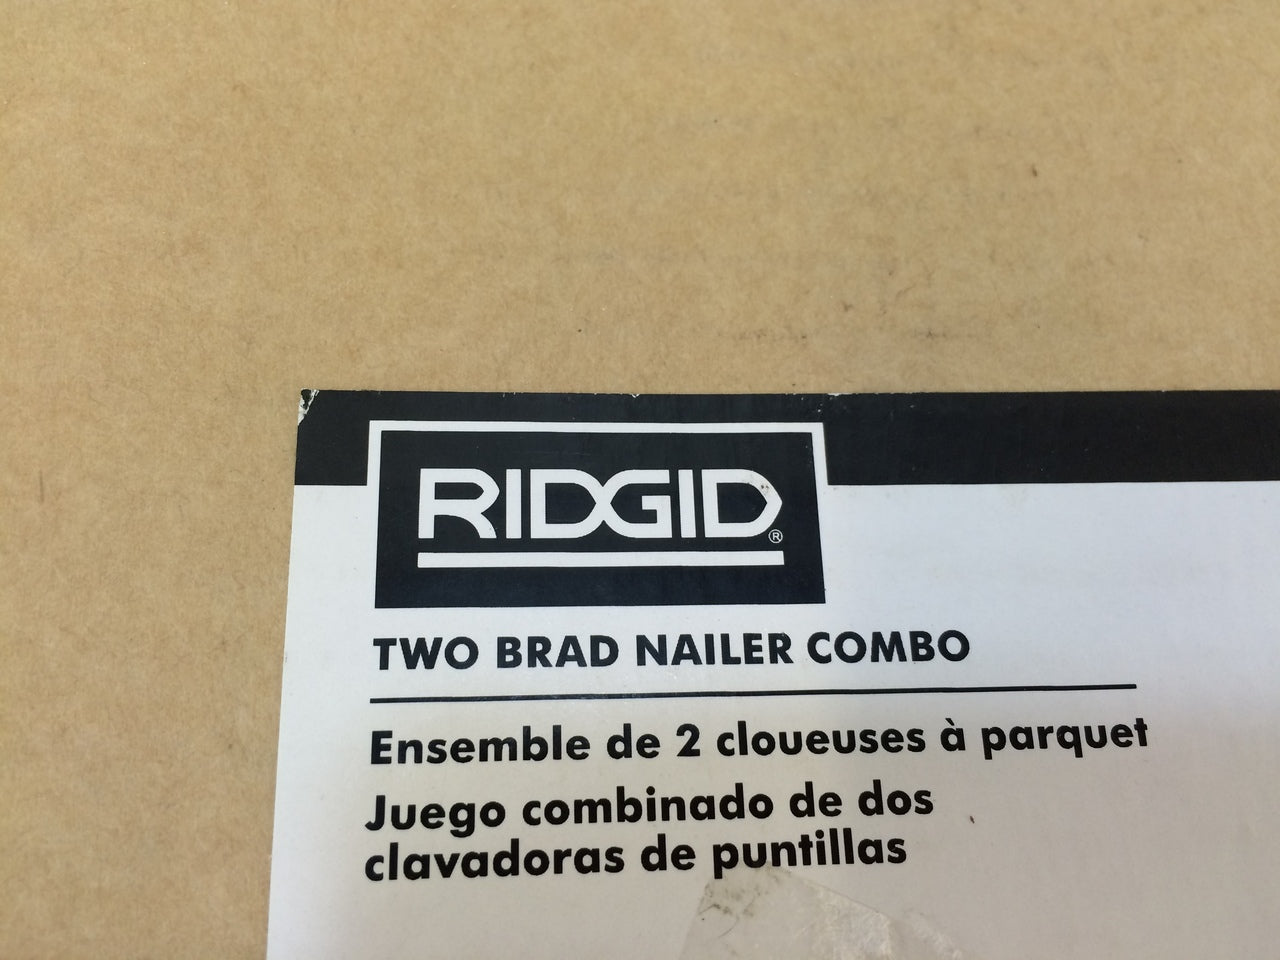 RIDGID®
TWO BRAD NAILER COMBO
Ensemble de 2 cloueuses à parquet
Juego combinado de dos
clavadoras de puntillas